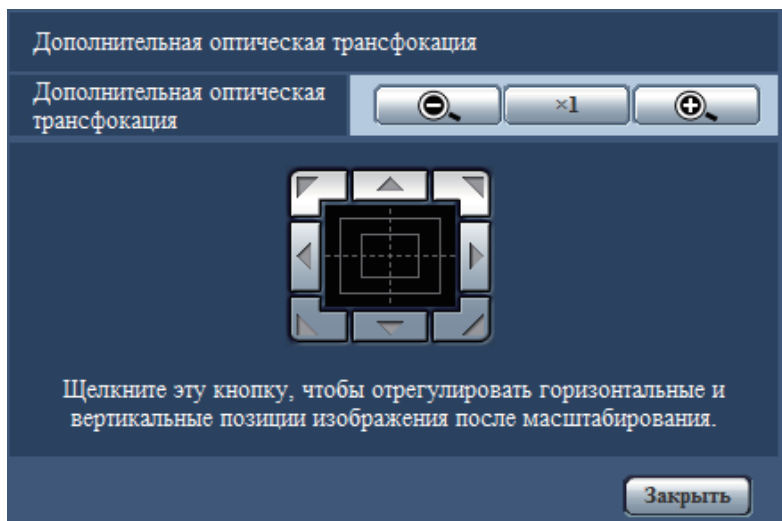 Дополнительная оптическая трансфокация
Дополнительная оптическая
трансфокация
×1
Щелкните эту кнопку, чтобы отрегулировать горизонтальные и
вертикальные позиции изображения после масштабирования.
Закрыть